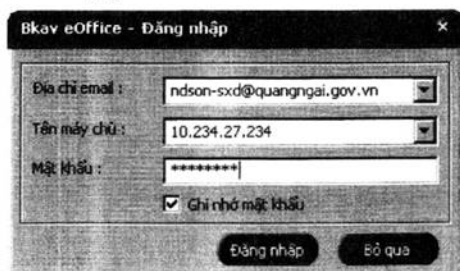 Bkav eOffice - Đăng nhập
Địa chỉ email : ndson-sxd@quangngai.gov.vn
Tên máy chủ : 10.234.27.234
Mật khẩu : ********
Ghi nhớ mật khẩu
Đăng nhập Bỏ qua